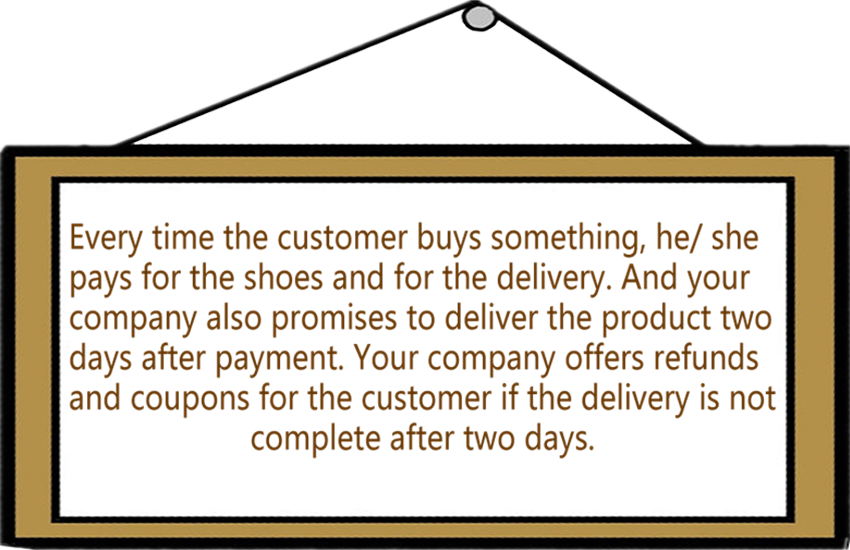 Every time the customer buys something, he/ she
pays for the shoes and for the delivery. And your
company also promises to deliver the product two
days after payment. Your company offers refunds
and coupons for the customer if the delivery is not
complete after two days.